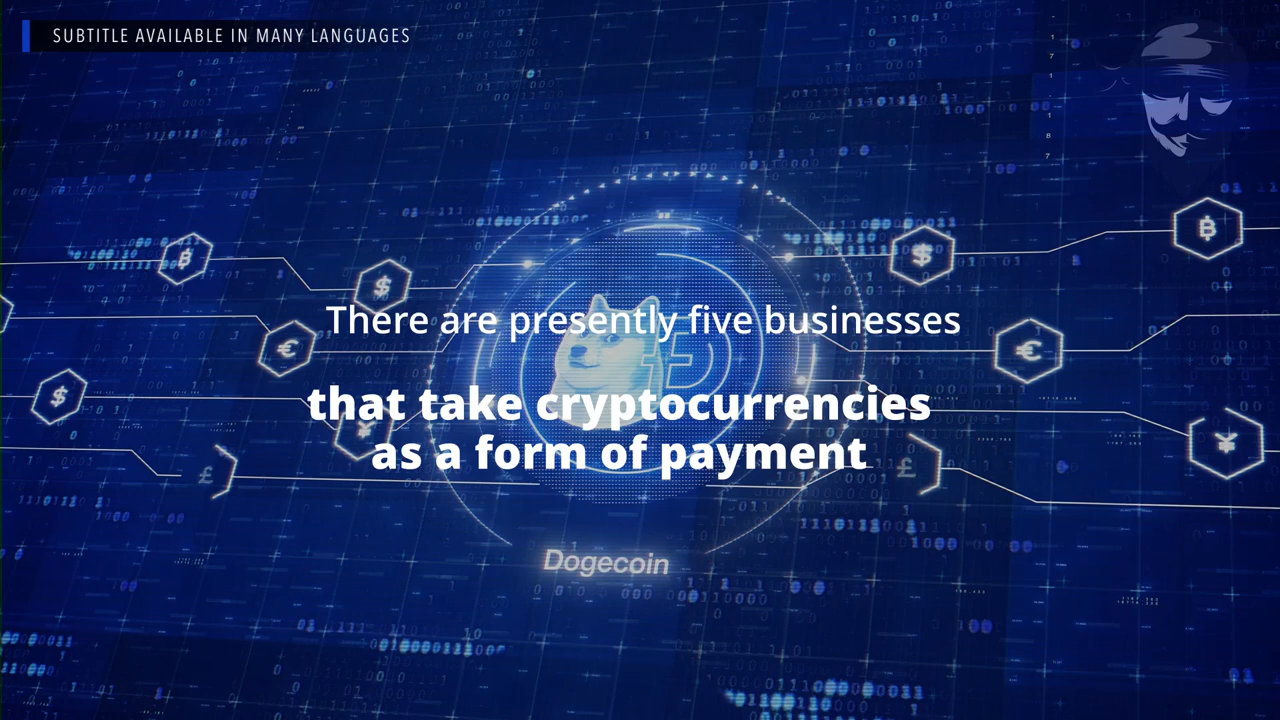 SUBTITLE AVAILABLE IN MANY LANGUAGES
There are presently five businesses
that take cryptocurrencies
as a form of payment
Dogecoin